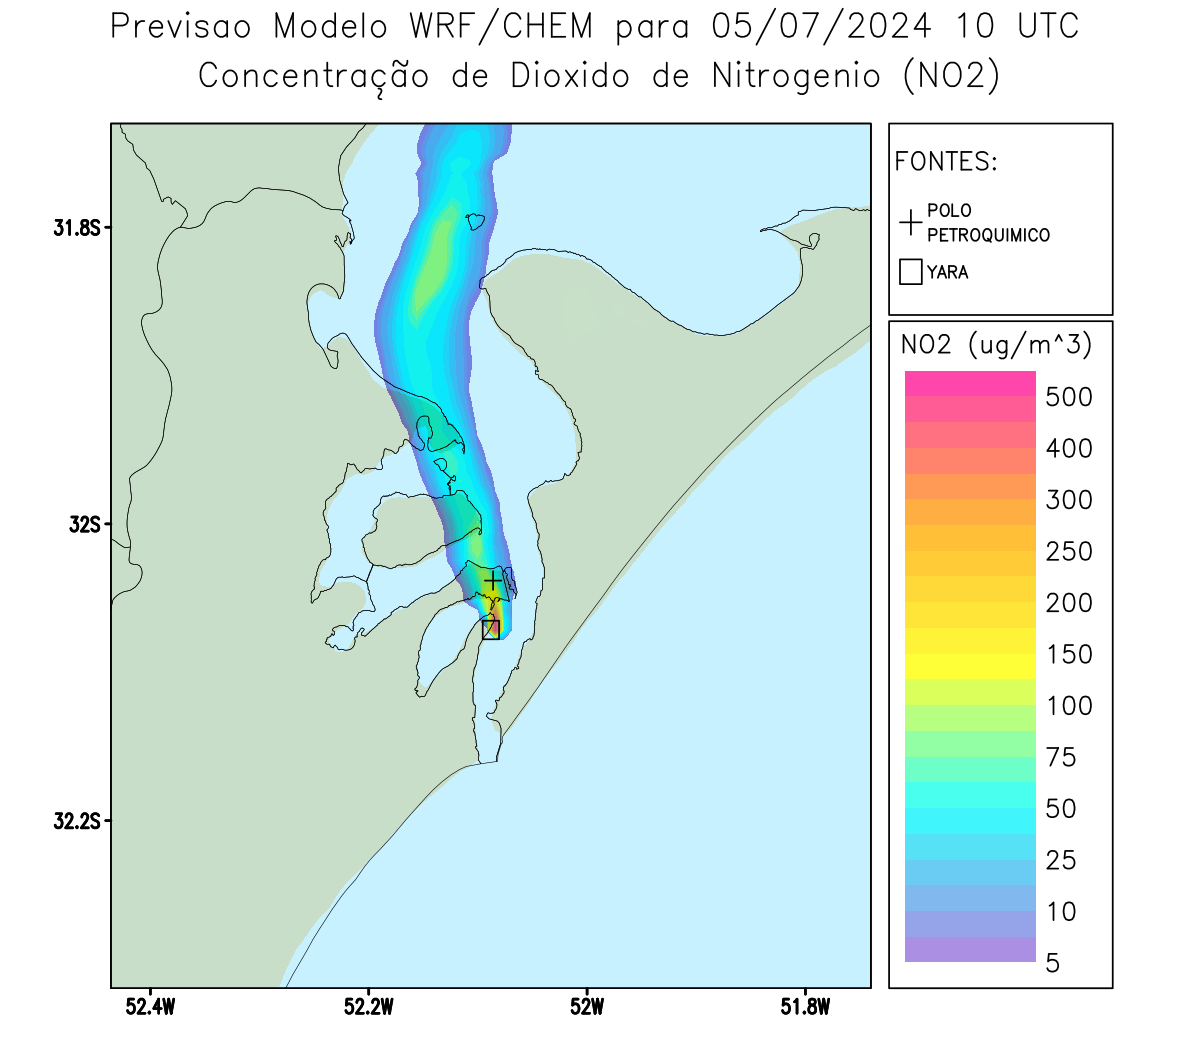 Previsao Modelo WRF/CHEM para 05/07/2024 10 UTC
Concentração de Dioxido de Nitrogenio (NO2)
FONTES:
POLO
PETROQUIMICO
YARA
NO2 (ug/m^3)
500
400
300
250
200
150
100
75
50
25
10
5
31.8S
32S
32.2S
52.4W
52.2W
52W
51.8W